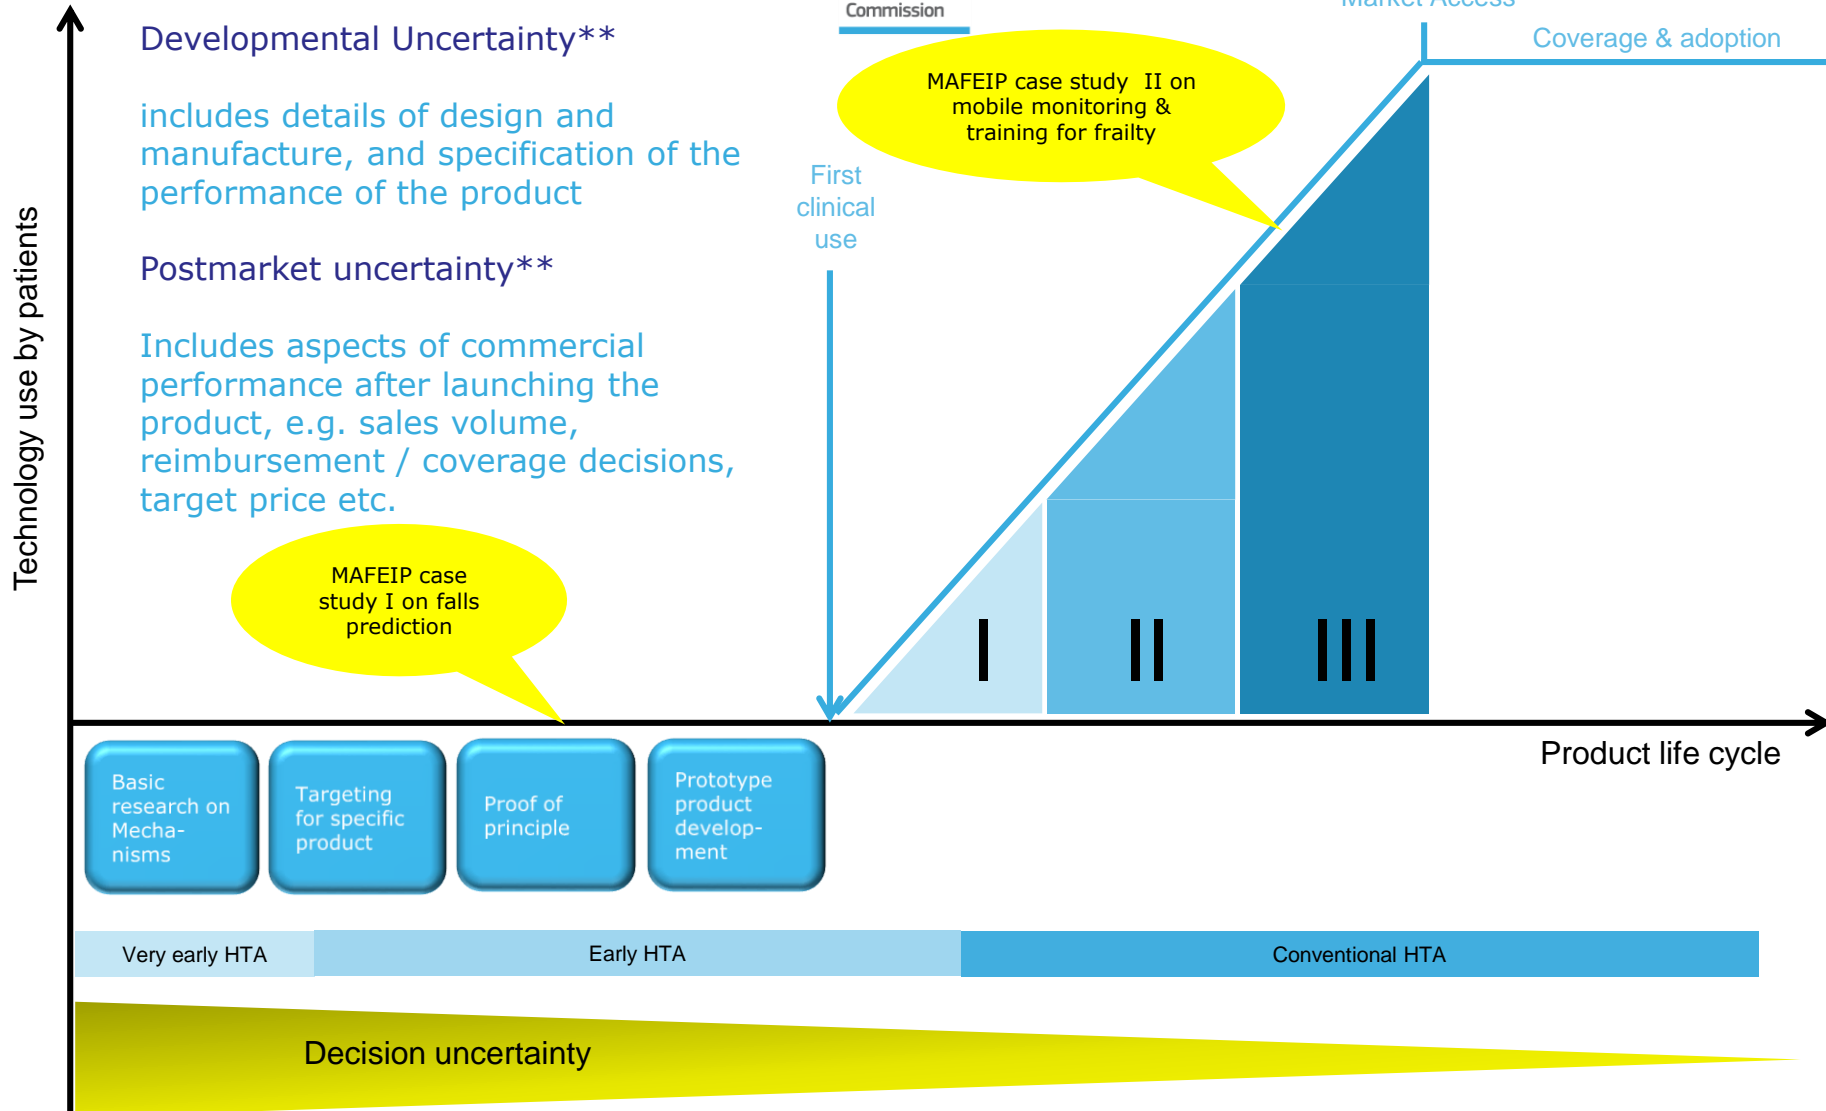 Commission
Market Access
Developmental Uncertainty**
Coverage & adoption
includes details of design and
manufacture, and specification of the
performance of the product
MAFEIP case study II on
mobile monitoring &
training for frailty
First
clinical
use
Postmarket uncertainty**
Includes aspects of commercial
performance after launching the
product, e.g. sales volume,
reimbursement / coverage decisions,
target price etc.
Technology use by patients
MAFEIP case
study I on falls
prediction
I
II
III
Product life cycle
Basic
research on
Mecha-
nisms
Targeting
for specific
product
Proof of
principle
Prototype
product
develop-
ment
Very early HTA
Early HTA
Conventional HTA
Decision uncertainty